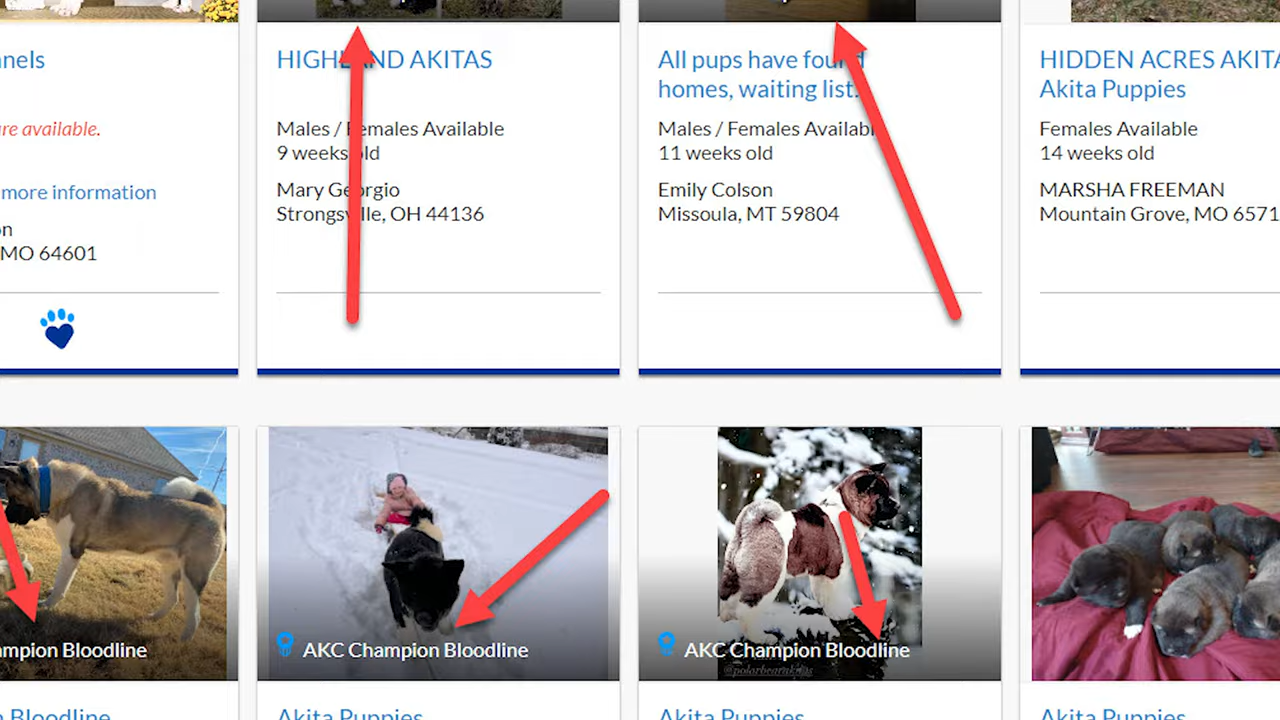 nels
re available.
more information
n
MO 64601
HIGHLAND AKITAS
Males / Females Available
9 weeks old
Mary Georgio
Strongsville, OH 44136
All pups have found
homes, waiting list.
Males / Females Available
11 weeks old
Emily Colson
Missoula, MT 59804
HIDDEN ACRES AKITA
Akita Puppies
Females Available
14 weeks old
MARSHA FREEMAN
Mountain Grove, MO 6571
mpion Bloodline
AKC Champion Bloodline
AKC Champion Bloodline
@polarbearakitas
Bloodline
Akita Puppies
Akita Puppies
Akita Puppies